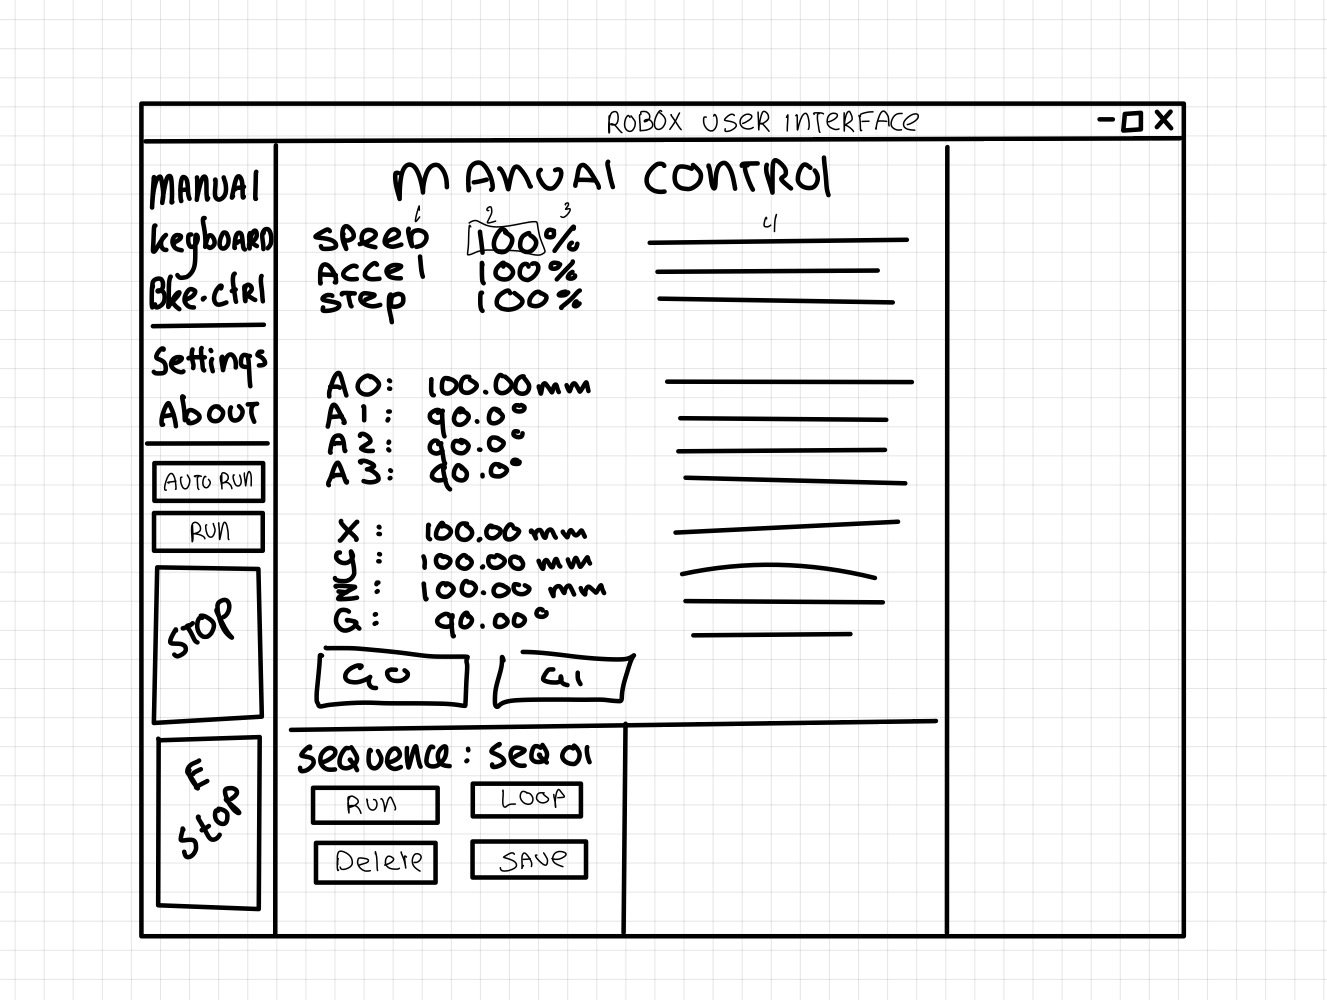 ROBOX USER INTERFACE
MANUAL
keyboARD
Bke.ctrl
Settings
About
AUTO RUN
RUN
STOP
E
Stop
MANUAl CONTROl
1 2 3 4
SPeeD 100%
Accel 100%
step 100%
A0: 100.00mm
A1: 90.0°
A2: 90.0°
A3: 90.0°
X: 100.00 mm
y: 100.00 mm
Z: 100.00 mm
G: 90.00°
G0 G1
sequence: seq 01
Run LOOP
Delete SAVE